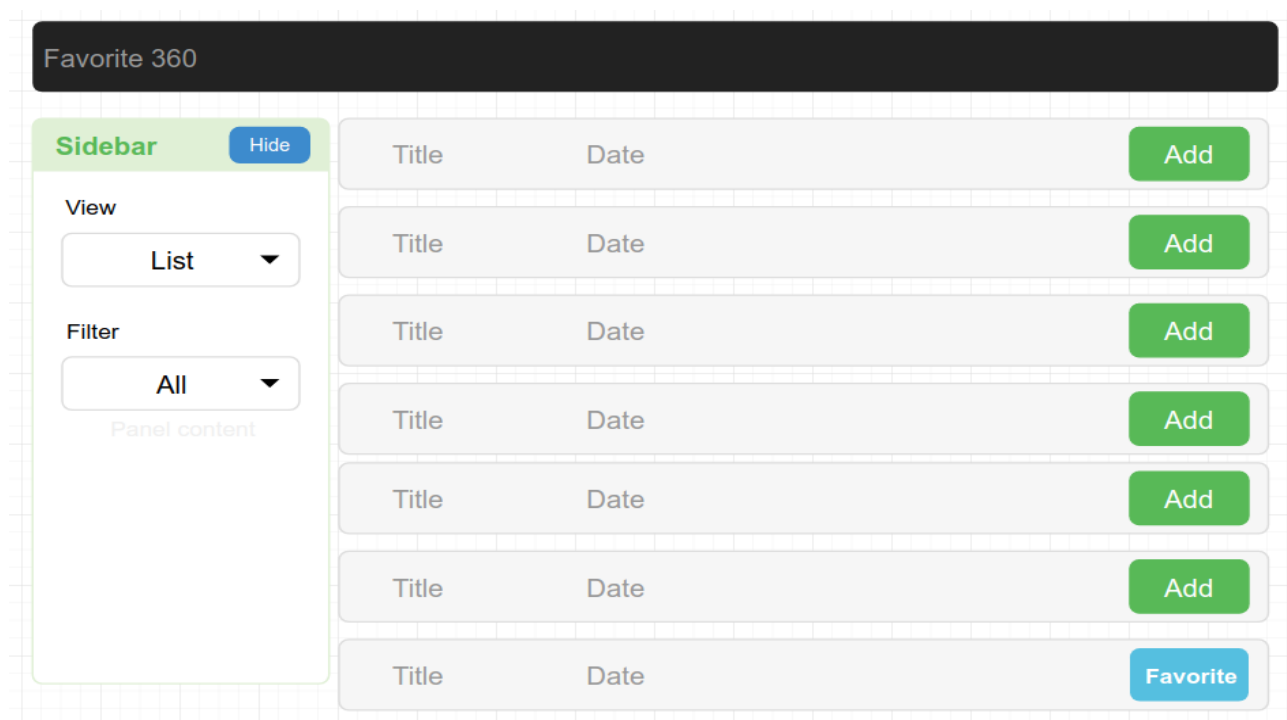 Favorite 360
Sidebar
Hide
View
List
Filter
All
Panel content
Title Date Add
Title Date Add
Title Date Add
Title Date Add
Title Date Add
Title Date Add
Title Date Favorite